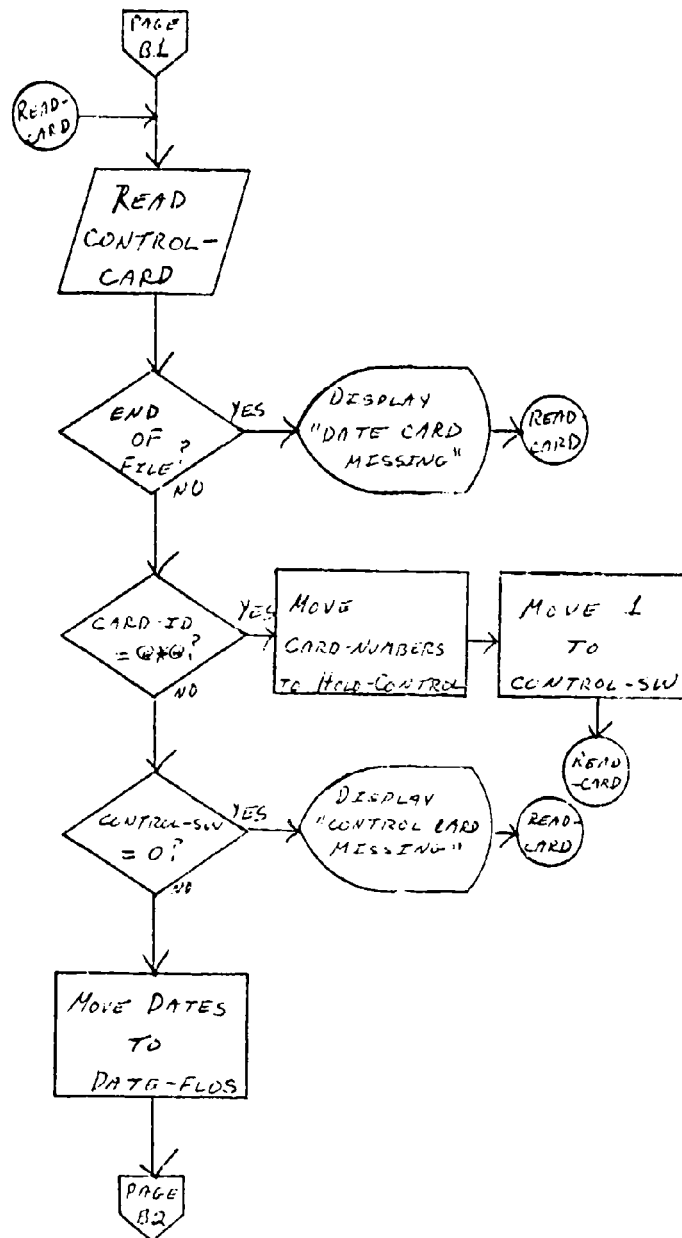 PAGE
B.1
READ-
CARD
READ
CONTROL-
CARD
END
OF
FILE?
YES
NO
DISPLAY
"DATE CARD
MISSING"
READ-
CARD
CARD-ID
= @*@?
YES
NO
MOVE
CARD-NUMBERS
TO HOLD-CONTROL
MOVE 1
TO
CONTROL-SW
READ
-CARD
CONTROL-SW
= 0?
YES
NO
DISPLAY
"CONTROL CARD
MISSING"
READ-
CARD
MOVE DATES
TO
DATE-FLDS
PAGE
B2